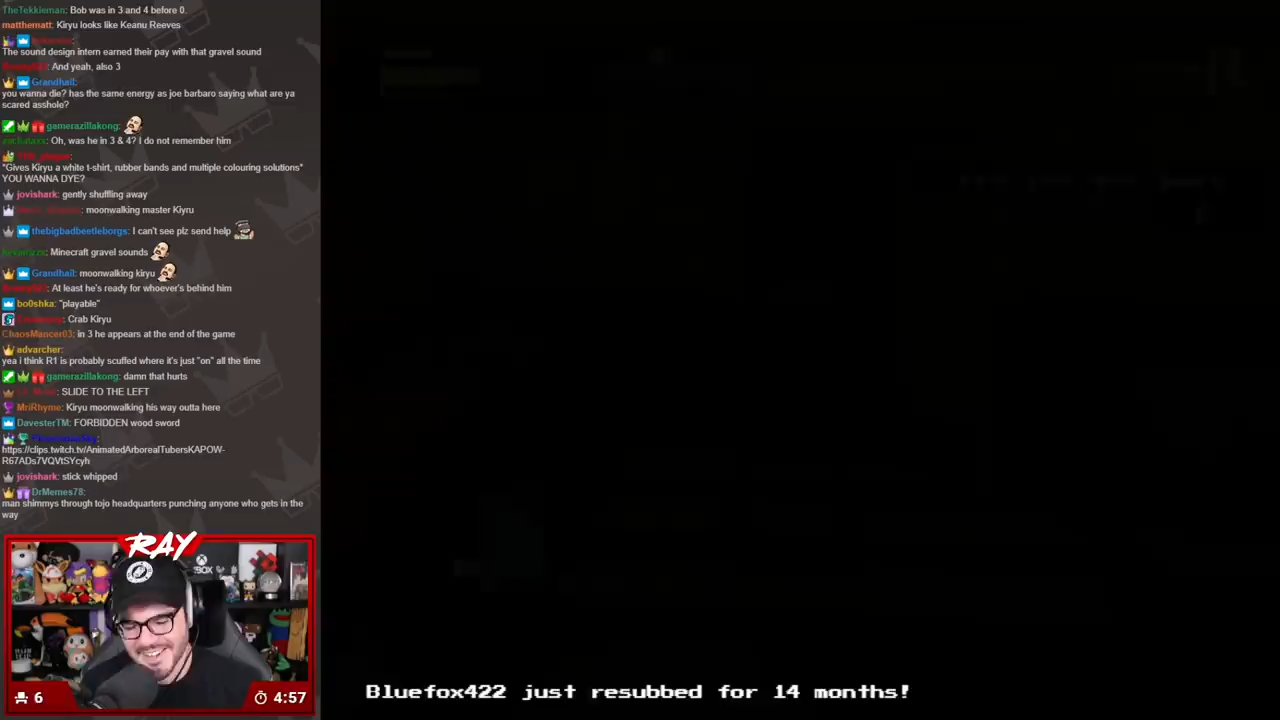 TheTekkieman: Bob was in 3 and 4 before 0.
matthematt: Kiryu looks like Keanu Reeves
The sound design intern earned their pay with that gravel sound
And yeah, also 3
Grandhail:
you wanna die? has the same energy as joe barbaro saying what are ya
scared asshole?
gamerazillakong:
Oh, was he in 3 & 4? I do not remember him
*Gives Kiryu a white t-shirt, rubber bands and multiple colouring solutions*
YOU WANNA DYE?
jovishark: gently shuffling away
: moonwalking master Kiyru
thebigbadbeetleborgs: I can't see plz send help
Minecraft gravel sounds
Grandhail: moonwalking kiryu
At least he's ready for whoever's behind him
bo0shka: "playable"
Crab Kiryu
ChaosMancer03: in 3 he appears at the end of the game
advarcher:
yea i think R1 is probably scuffed where it's just "on" all the time
gamerazillakong: damn that hurts
: SLIDE TO THE LEFT
MriRhyme: Kiryu moonwalking his way outta here
DavesterTM: FORBIDDEN wood sword
https://clips.twitch.tv/AnimatedArborealTubersKAPOW-
R67ADs7VQVtSYcyh
jovishark: stick whipped
DrMemes78:
man shimmys through tojo headquarters punching anyone who gets in the
way
RAY
XBOX
6
4:57
Bluefox422 just resubbed for 14 months!